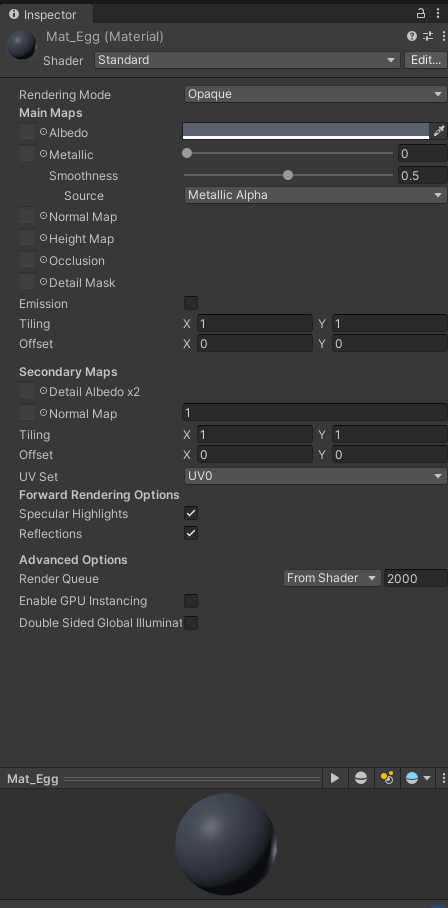 Inspector
Mat_Egg (Material)
Shader Standard Edit...
Rendering Mode Opaque
Main Maps
Albedo
Metallic 0
Smoothness 0.5
Source Metallic Alpha
Normal Map
Height Map
Occlusion
Detail Mask
Emission
Tiling X 1 Y 1
Offset X 0 Y 0
Secondary Maps
Detail Albedo x2
Normal Map 1
Tiling X 1 Y 1
Offset X 0 Y 0
UV Set UV0
Forward Rendering Options
Specular Highlights
Reflections
Advanced Options
Render Queue From Shader 2000
Enable GPU Instancing
Double Sided Global Illuminat
Mat_Egg